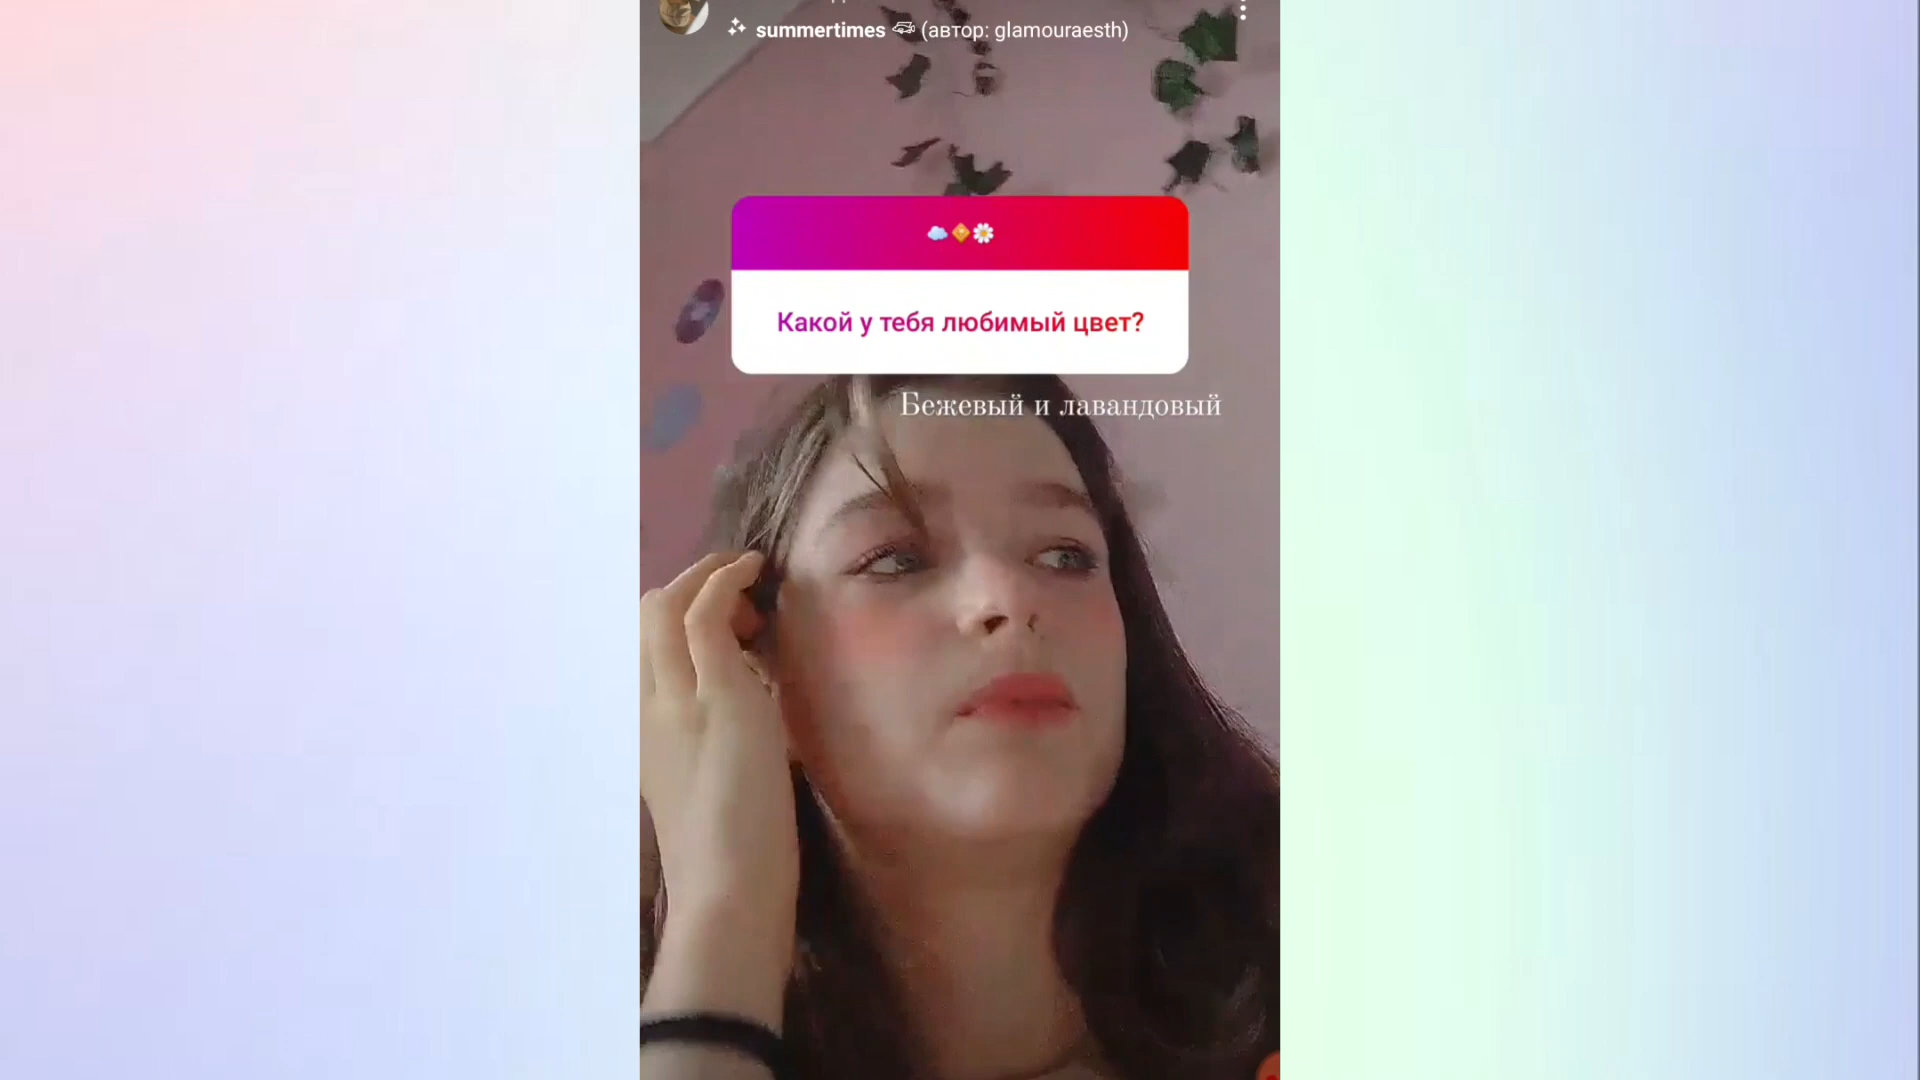 summertimes (автор: glamouraesth)
Какой у тебя любимый цвет?
Бежевый и лавандовый